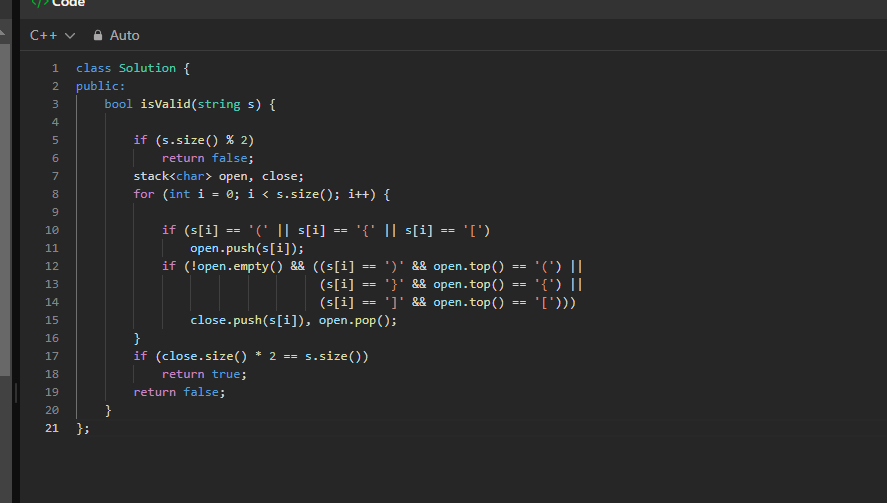 </> Code
C++ Auto
1 class Solution {
2 public:
3     bool isValid(string s) {
4
5         if (s.size() % 2)
6             return false;
7         stack<char> open, close;
8         for (int i = 0; i < s.size(); i++) {
9
10             if (s[i] == '(' || s[i] == '{' || s[i] == '[')
11                 open.push(s[i]);
12             if (!open.empty() && ((s[i] == ')' && open.top() == '(') ||
13                                   (s[i] == '}' && open.top() == '{') ||
14                                   (s[i] == ']' && open.top() == '[')))
15                 close.push(s[i]), open.pop();
16         }
17         if (close.size() * 2 == s.size())
18             return true;
19         return false;
20     }
21 };